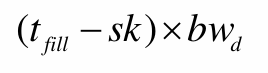 (t_fill − sk) × bw_d